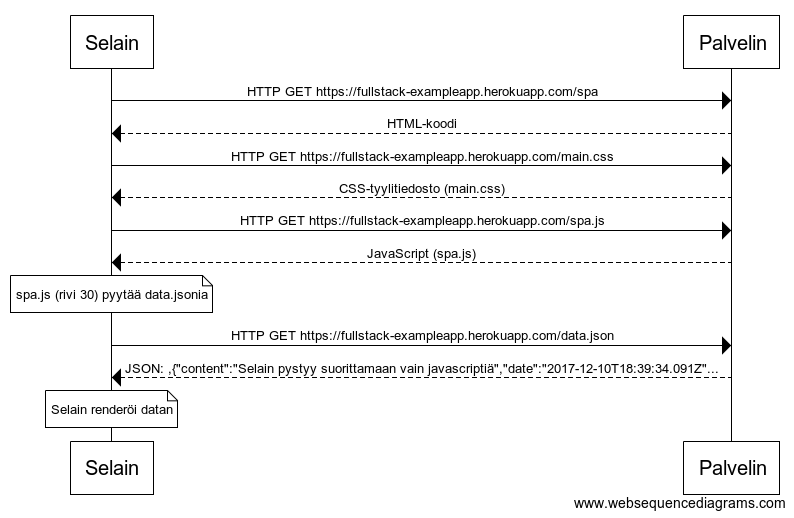 Selain
Palvelin
HTTP GET https://fullstack-exampleapp.herokuapp.com/spa
HTML-koodi
HTTP GET https://fullstack-exampleapp.herokuapp.com/main.css
CSS-tyylitiedosto (main.css)
HTTP GET https://fullstack-exampleapp.herokuapp.com/spa.js
JavaScript (spa.js)
spa.js (rivi 30) pyytää data.jsonia
HTTP GET https://fullstack-exampleapp.herokuapp.com/data.json
JSON: ,{"content":"Selain pystyy suorittamaan vain javascriptiä","date":"2017-12-10T18:39:34.091Z"...
Selain renderöi datan
Selain
Palvelin
www.websequencediagrams.com